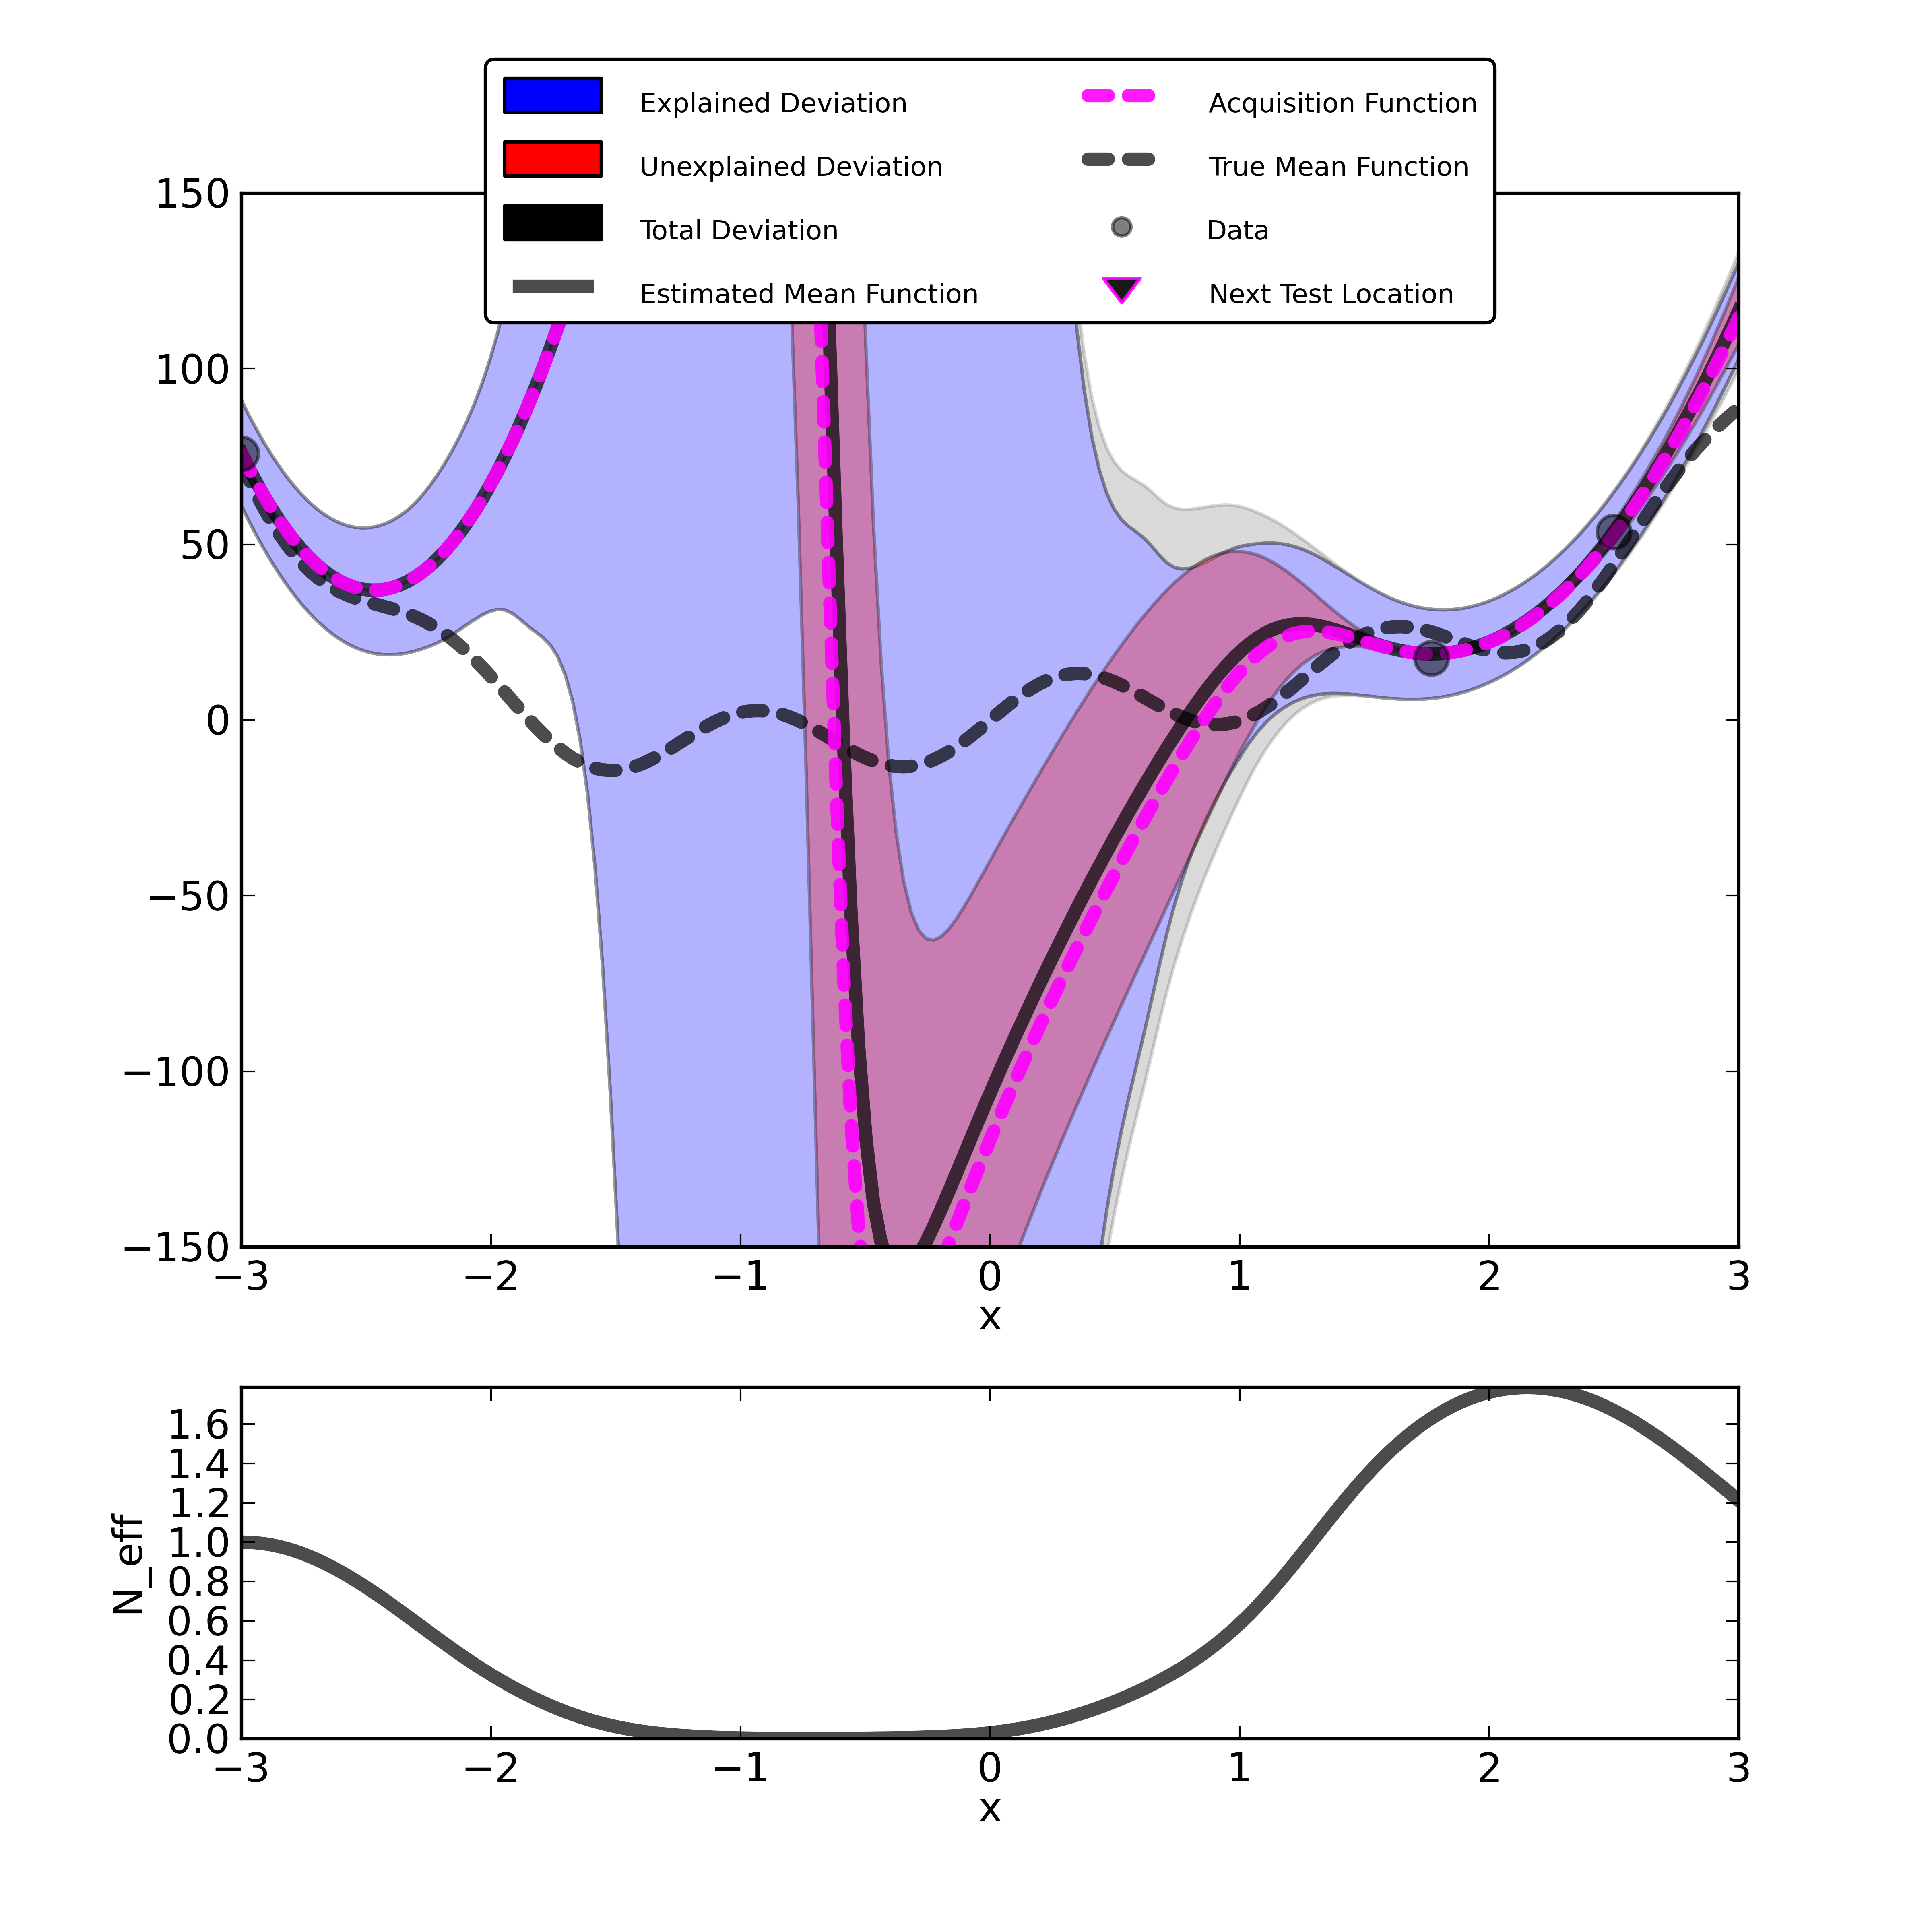 Explained Deviation
Unexplained Deviation
Total Deviation
Estimated Mean Function
Acquisition Function
True Mean Function
Data
Next Test Location
150
100
50
0
−50
−100
−150
−3 −2 −1 0 1 2 3
x
N_eff
1.6
1.4
1.2
1.0
0.8
0.6
0.4
0.2
0.0
−3 −2 −1 0 1 2 3
x